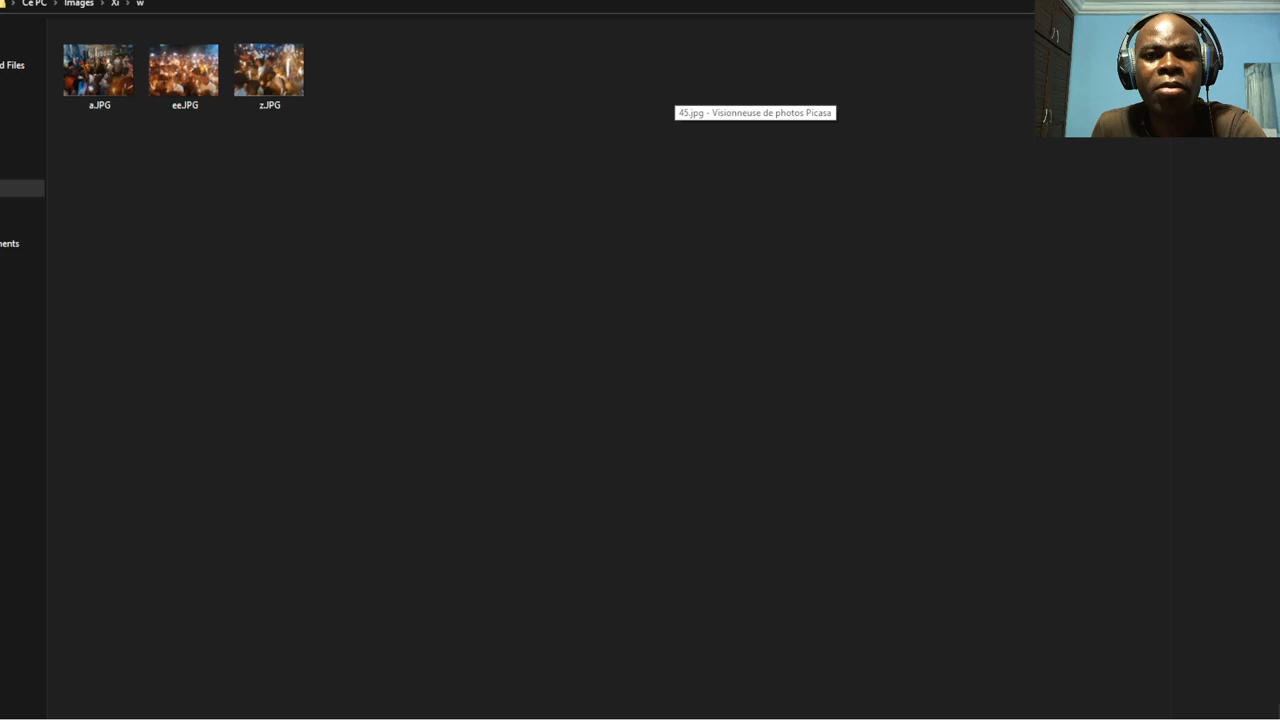 Ce PC > Images > Xi > w
d Files
a.JPG
ee.JPG
z.JPG
45.jpg - Visionneuse de photos Picasa
nents